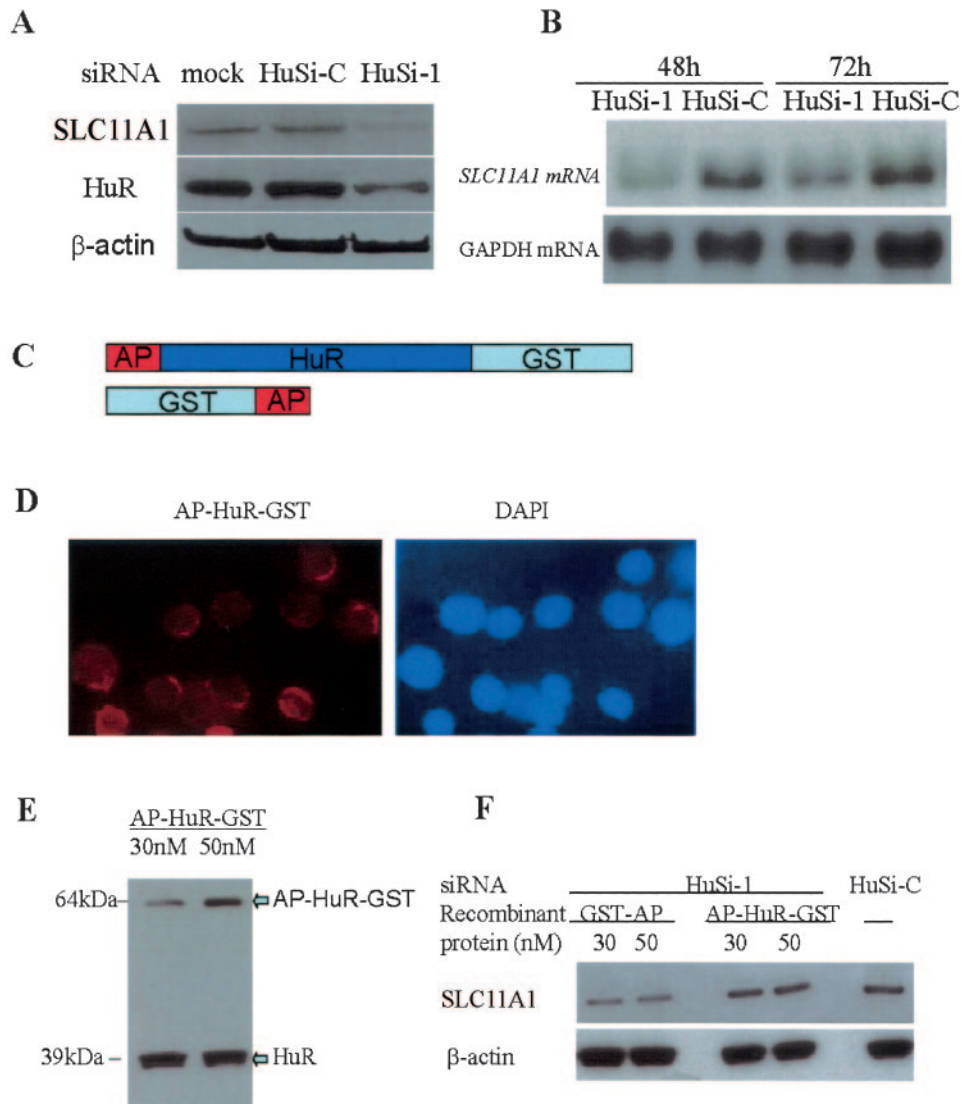 A
siRNA mock HuSi-C HuSi-1
SLC11A1
HuR
β-actin
B
48h 72h
HuSi-1 HuSi-C HuSi-1 HuSi-C
SLC11A1 mRNA
GAPDH mRNA
C
AP HuR GST
GST AP
D
AP-HuR-GST DAPI
E
AP-HuR-GST
30nM 50nM
64kDa AP-HuR-GST
39kDa HuR
F
siRNA HuSi-1 HuSi-C
Recombinant GST-AP AP-HuR-GST —
protein (nM) 30 50 30 50
SLC11A1
β-actin